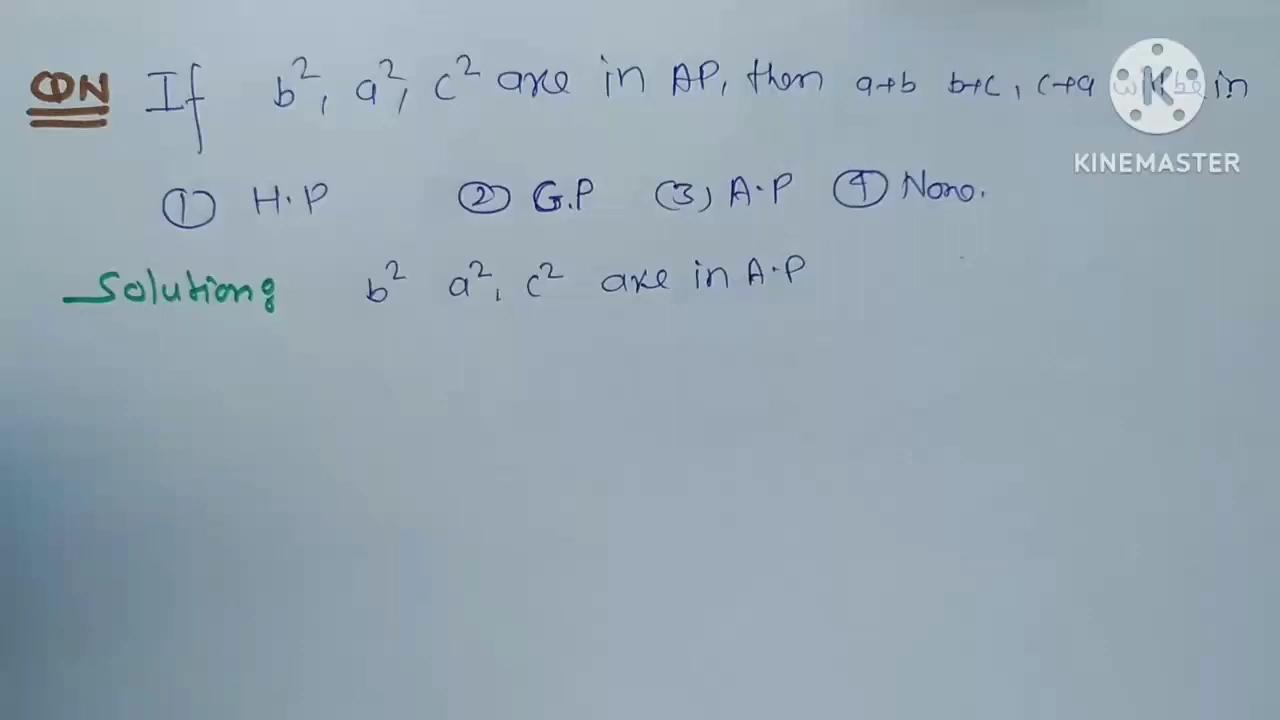 QN If b², a², c² are in AP, then a+b b+c, c+a in
KINEMASTER
① H.P ② G.P (3) A.P ④ None.
Solution: b² a², c² are in A.P